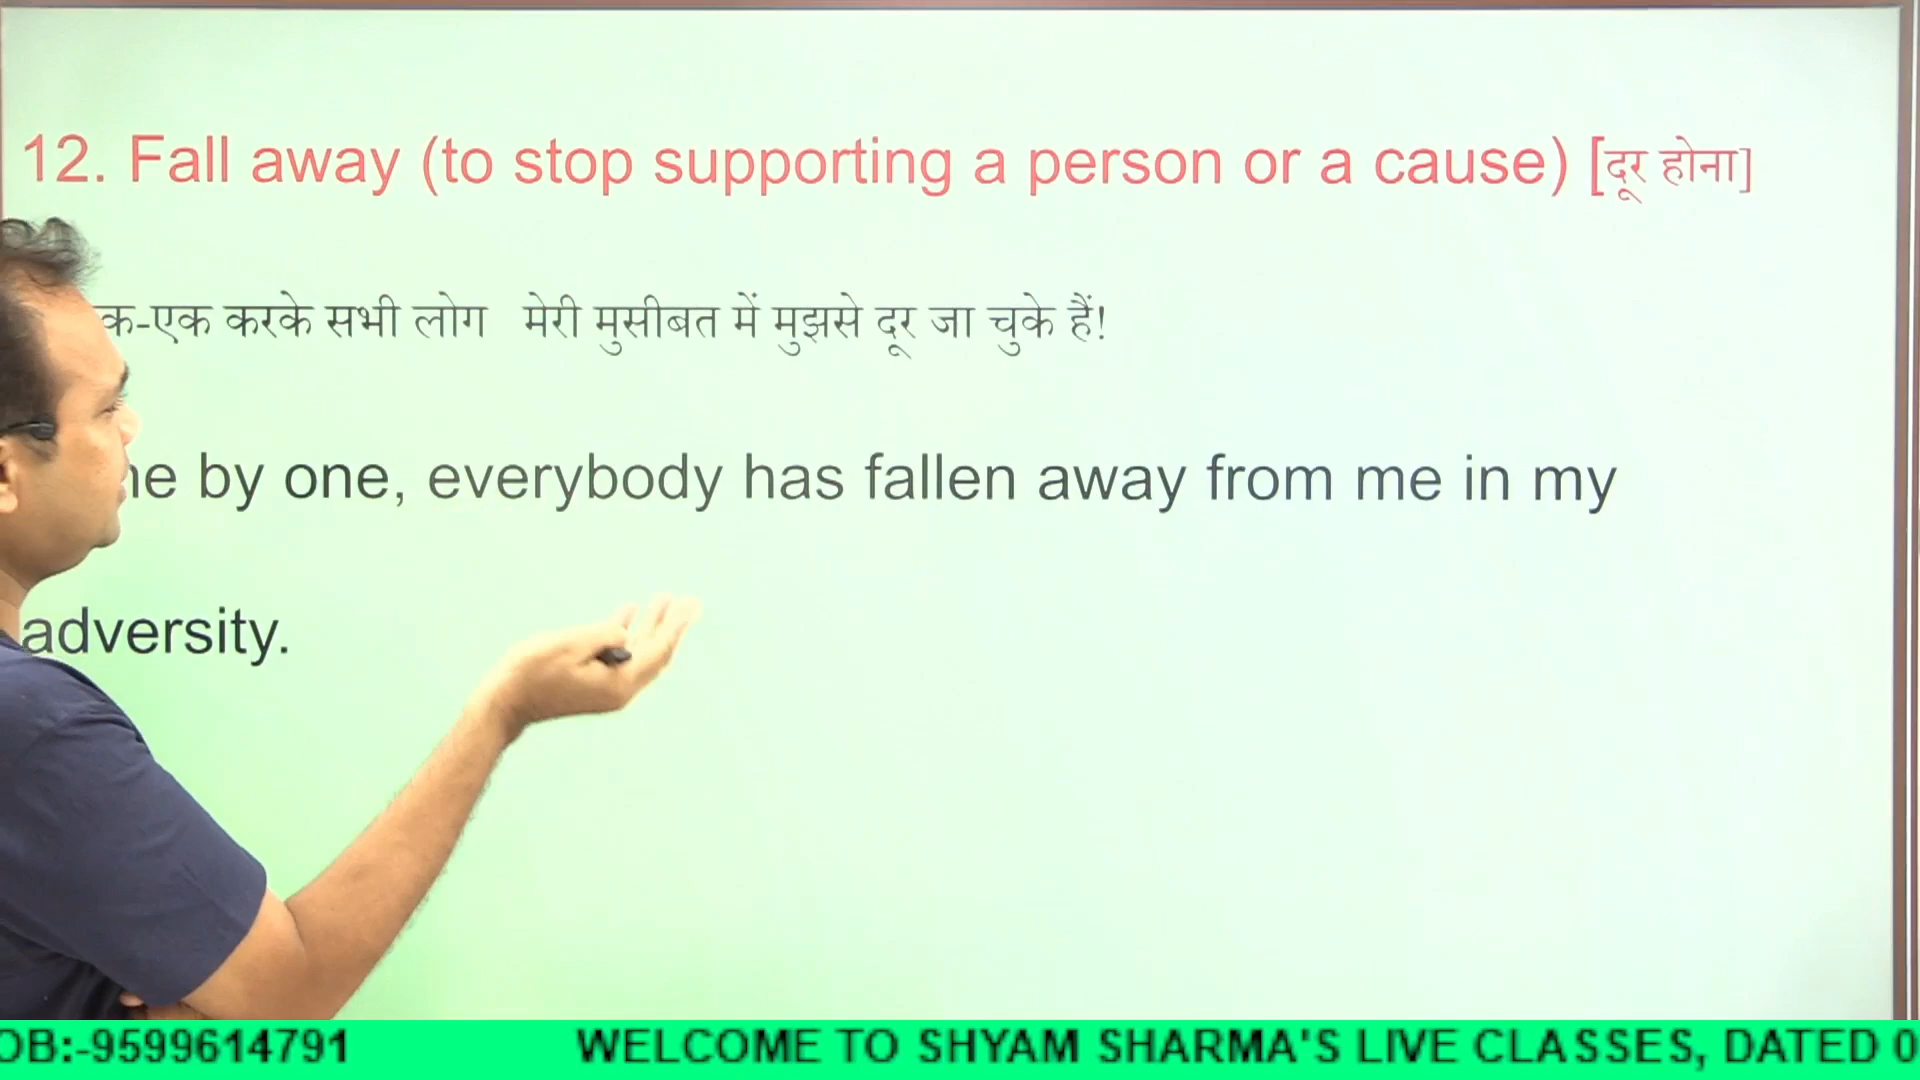 12. Fall away (to stop supporting a person or a cause) [दूर होना]
करके सभी लोग मेरी मुसीबत में मुझसे दूर जा चुके हैं!
by one, everybody has fallen away from me in my
adversity.
OB:-9599614791 WELCOME TO SHYAM SHARMA'S LIVE CLASSES, DATED 0